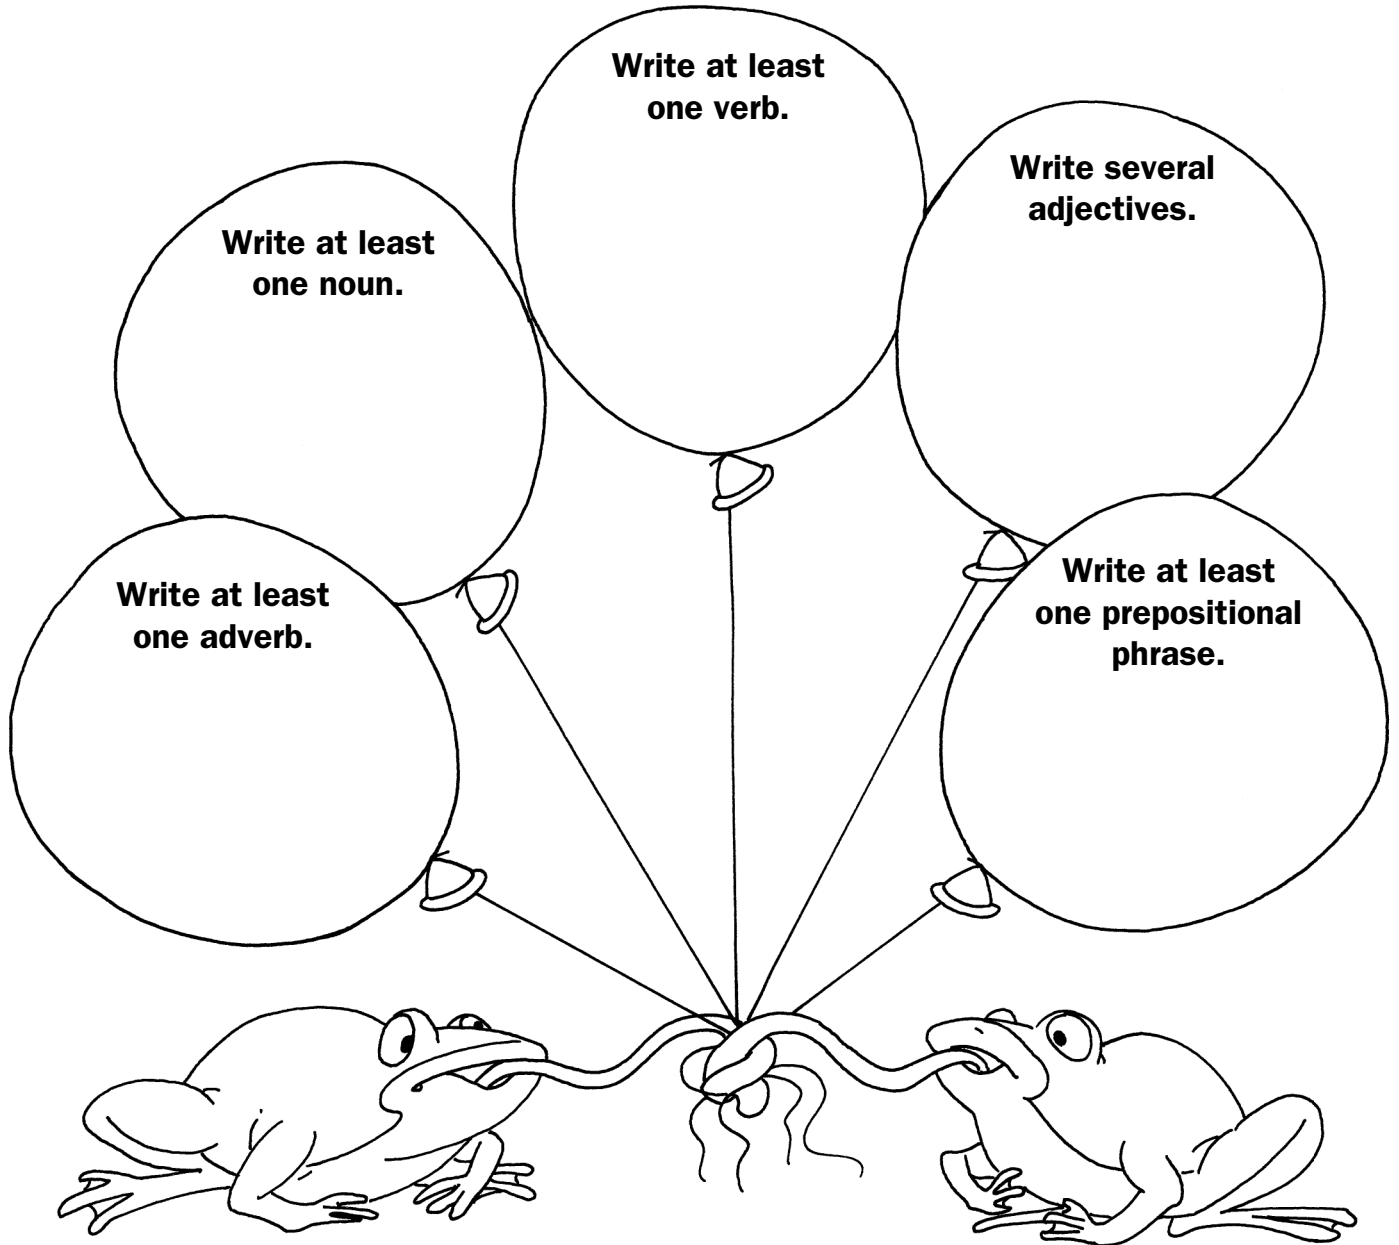 Write at least
one verb.
Write several
adjectives.
Write at least
one noun.
Write at least
one adverb.
Write at least
one prepositional
phrase.